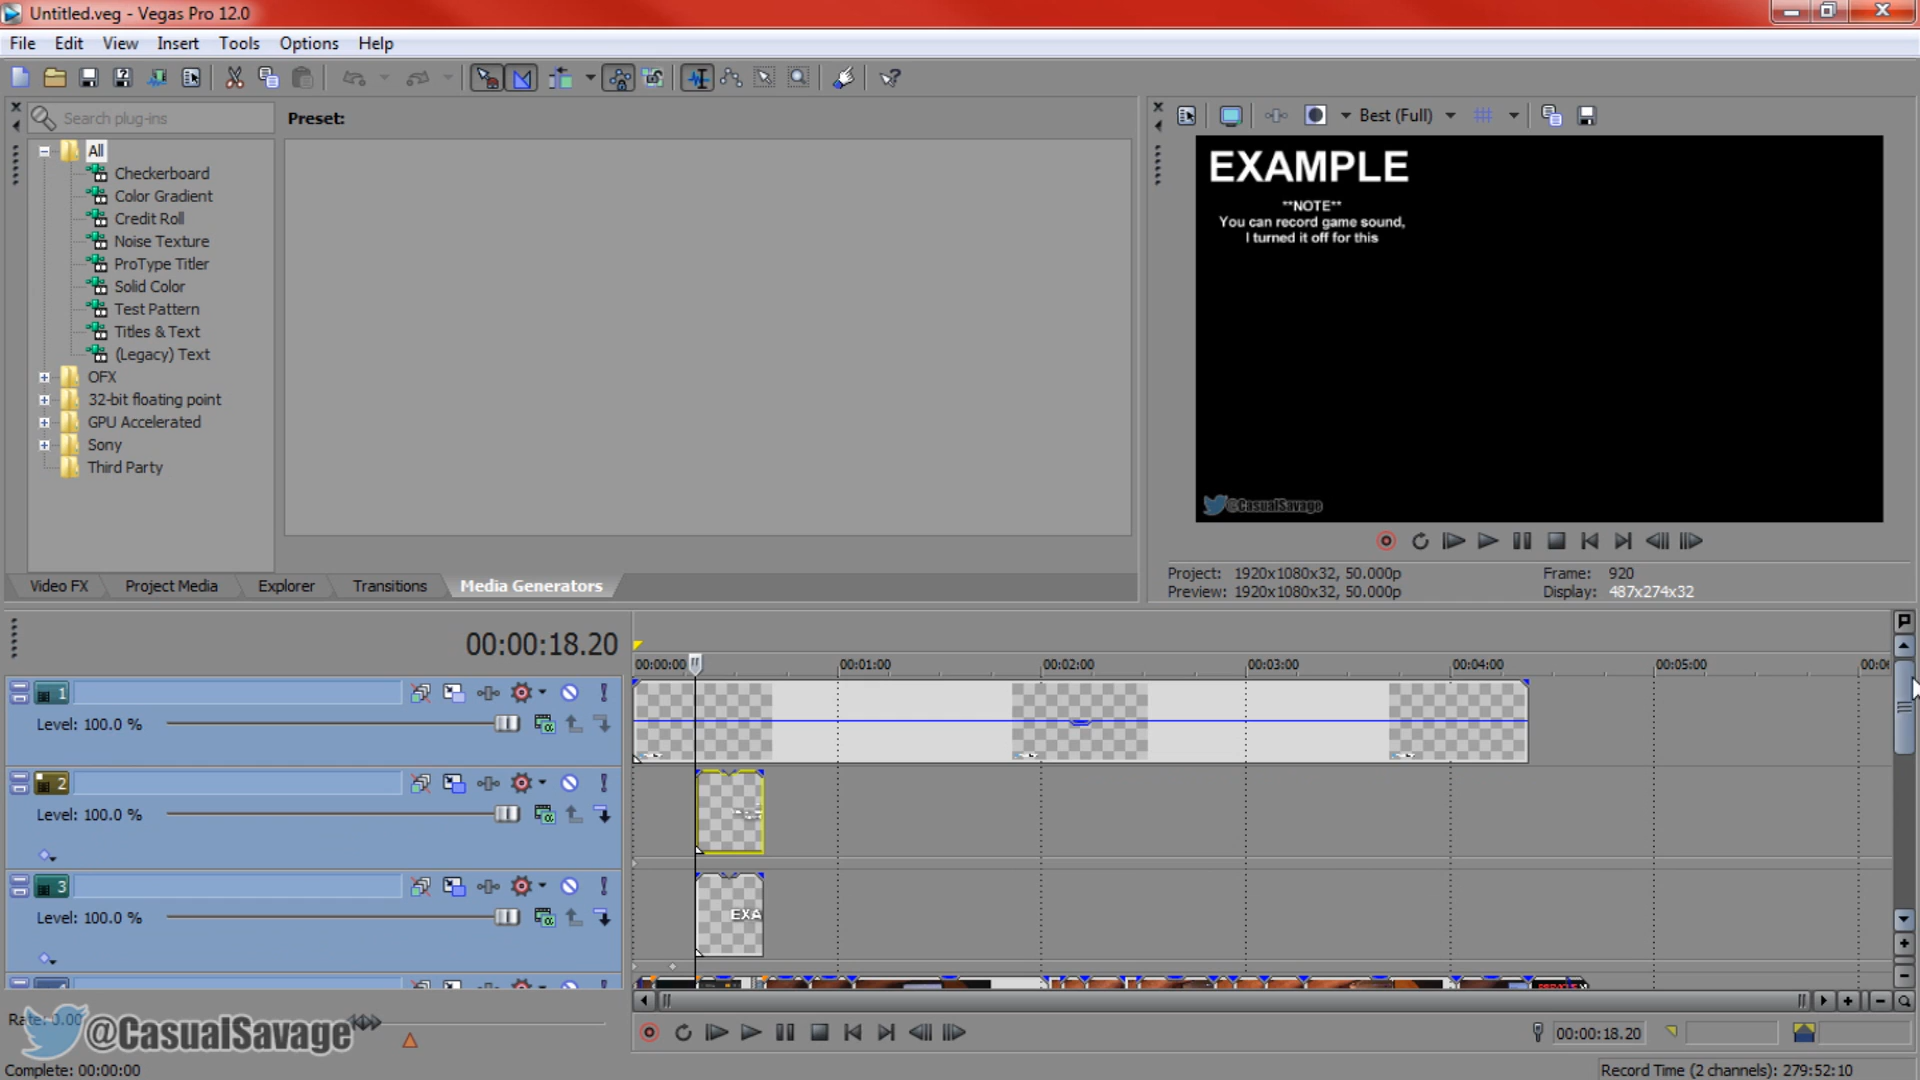 Untitled.veg - Vegas Pro 12.0
File Edit View Insert Tools Options Help
Search plug-ins
Preset:
Best (Full)
All
Checkerboard
Color Gradient
Credit Roll
Noise Texture
ProType Titler
Solid Color
Test Pattern
Titles & Text
(Legacy) Text
OFX
32-bit floating point
GPU Accelerated
Sony
Third Party
EXAMPLE
**NOTE**
You can record game sound,
I turned it off for this
@CasualSavage
Video FX Project Media Explorer Transitions Media Generators
Project: 1920x1080x32, 50.000p Frame: 920
Preview: 1920x1080x32, 50.000p Display: 487x274x32
00:00:18.20
00:00:00 00:01:00 00:02:00 00:03:00 00:04:00 00:05:00
1
Level: 100.0 %
2
Level: 100.0 %
3
Level: 100.0 %
EXA
@CasualSavage
00:00:18.20
Complete: 00:00:00
Record Time (2 channels): 279:52:10